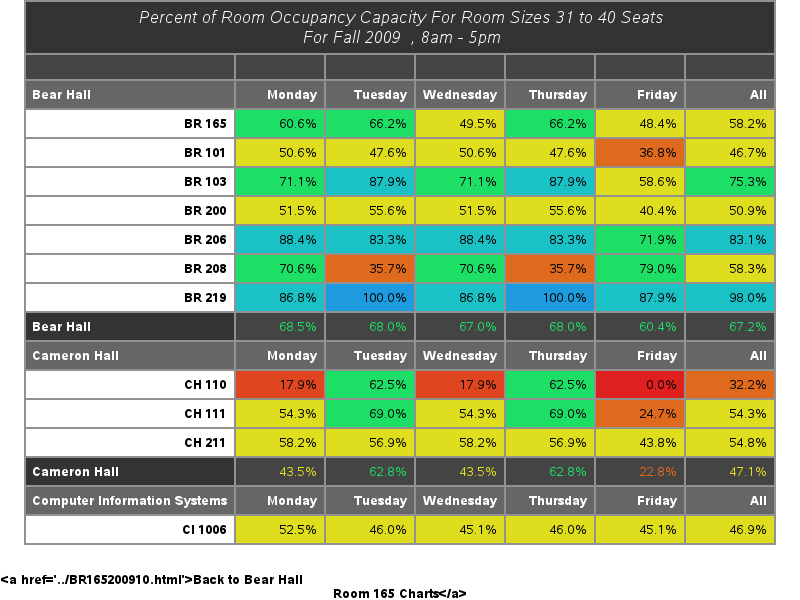 Percent of Room Occupancy Capacity For Room Sizes 31 to 40 Seats
For Fall 2009 , 8am - 5pm
Bear Hall Monday Tuesday Wednesday Thursday Friday All
BR 165 60.6% 66.2% 49.5% 66.2% 48.4% 58.2%
BR 101 50.6% 47.6% 50.6% 47.6% 36.8% 46.7%
BR 103 71.1% 87.9% 71.1% 87.9% 58.6% 75.3%
BR 200 51.5% 55.6% 51.5% 55.6% 40.4% 50.9%
BR 206 88.4% 83.3% 88.4% 83.3% 71.9% 83.1%
BR 208 70.6% 35.7% 70.6% 35.7% 79.0% 58.3%
BR 219 86.8% 100.0% 86.8% 100.0% 87.9% 98.0%
Bear Hall 68.5% 68.0% 67.0% 68.0% 60.4% 67.2%
Cameron Hall Monday Tuesday Wednesday Thursday Friday All
CH 110 17.9% 62.5% 17.9% 62.5% 0.0% 32.2%
CH 111 54.3% 69.0% 54.3% 69.0% 24.7% 54.3%
CH 211 58.2% 56.9% 58.2% 56.9% 43.8% 54.8%
Cameron Hall 43.5% 62.8% 43.5% 62.8% 22.8% 47.1%
Computer Information Systems Monday Tuesday Wednesday Thursday Friday All
CI 1006 52.5% 46.0% 45.1% 46.0% 45.1% 46.9%
<a href='../BR165200910.html'>Back to Bear Hall
Room 165 Charts</a>